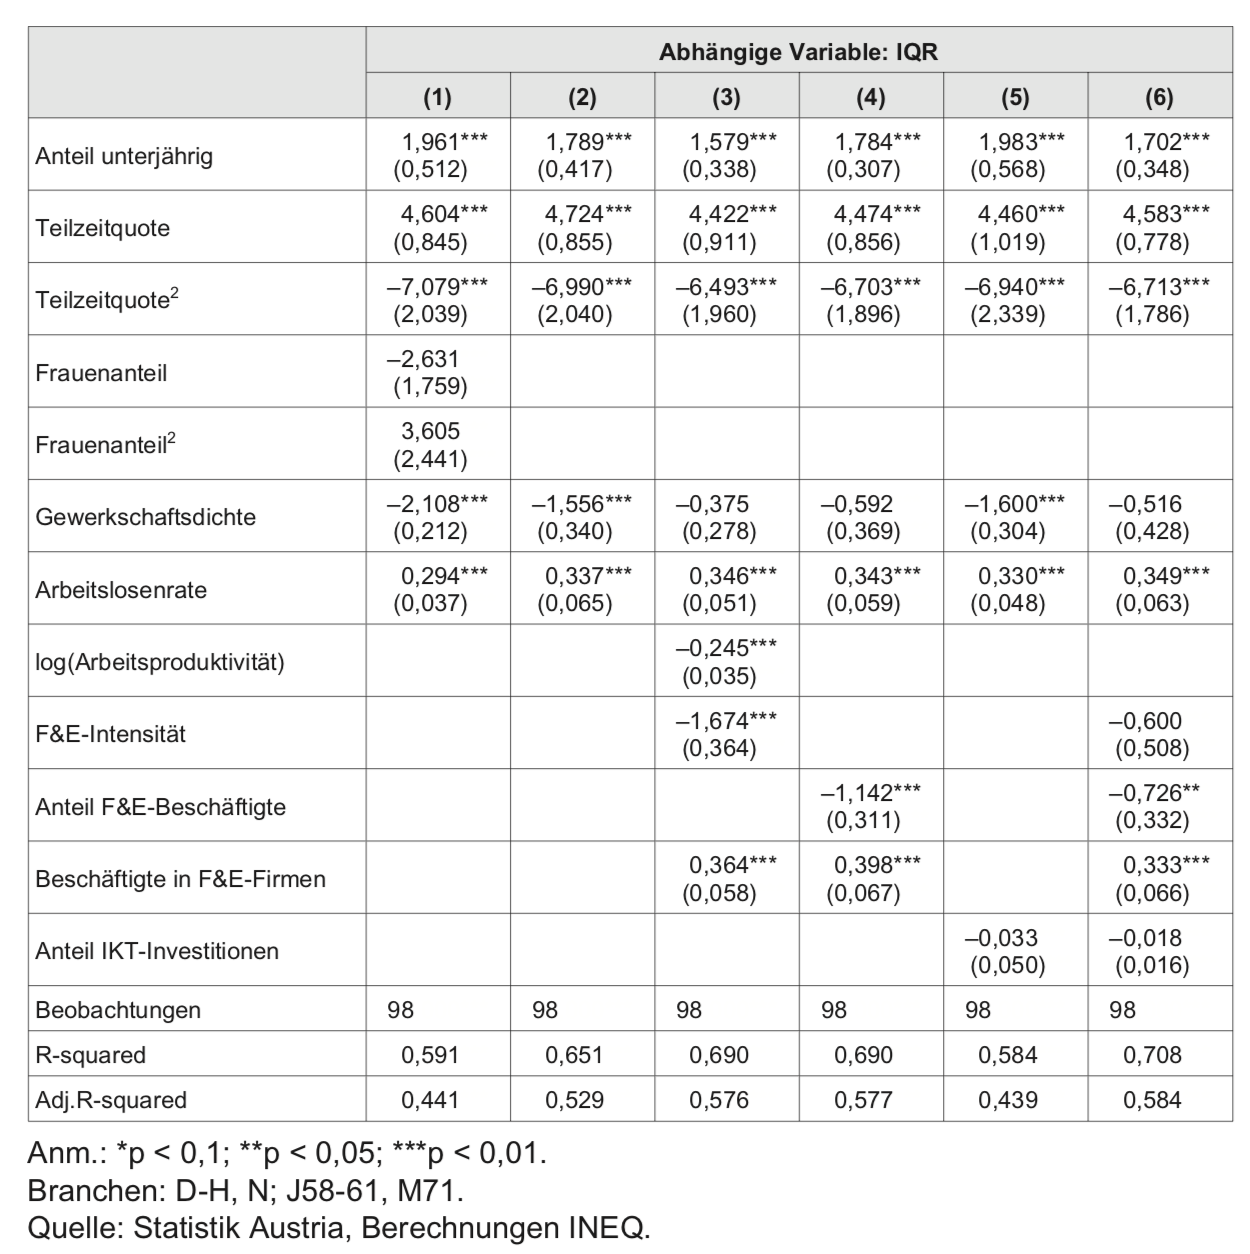 Abhängige Variable: IQR
(1) (2) (3) (4) (5) (6)
Anteil unterjährig 1,961*** 1,789*** 1,579*** 1,784*** 1,983*** 1,702***
(0,512) (0,417) (0,338) (0,307) (0,568) (0,348)
Teilzeitquote 4,604*** 4,724*** 4,422*** 4,474*** 4,460*** 4,583***
(0,845) (0,855) (0,911) (0,856) (1,019) (0,778)
Teilzeitquote² –7,079*** –6,990*** –6,493*** –6,703*** –6,940*** –6,713***
(2,039) (2,040) (1,960) (1,896) (2,339) (1,786)
Frauenanteil –2,631
(1,759)
Frauenanteil² 3,605
(2,441)
Gewerkschaftsdichte –2,108*** –1,556*** –0,375 –0,592 –1,600*** –0,516
(0,212) (0,340) (0,278) (0,369) (0,304) (0,428)
Arbeitslosenrate 0,294*** 0,337*** 0,346*** 0,343*** 0,330*** 0,349***
(0,037) (0,065) (0,051) (0,059) (0,048) (0,063)
log(Arbeitsproduktivität) –0,245***
(0,035)
F&E-Intensität –1,674*** –0,600
(0,364) (0,508)
Anteil F&E-Beschäftigte –1,142*** –0,726**
(0,311) (0,332)
Beschäftigte in F&E-Firmen 0,364*** 0,398*** 0,333***
(0,058) (0,067) (0,066)
Anteil IKT-Investitionen –0,033 –0,018
(0,050) (0,016)
Beobachtungen 98 98 98 98 98 98
R-squared 0,591 0,651 0,690 0,690 0,584 0,708
Adj.R-squared 0,441 0,529 0,576 0,577 0,439 0,584
Anm.: *p < 0,1; **p < 0,05; ***p < 0,01.
Branchen: D-H, N; J58-61, M71.
Quelle: Statistik Austria, Berechnungen INEQ.